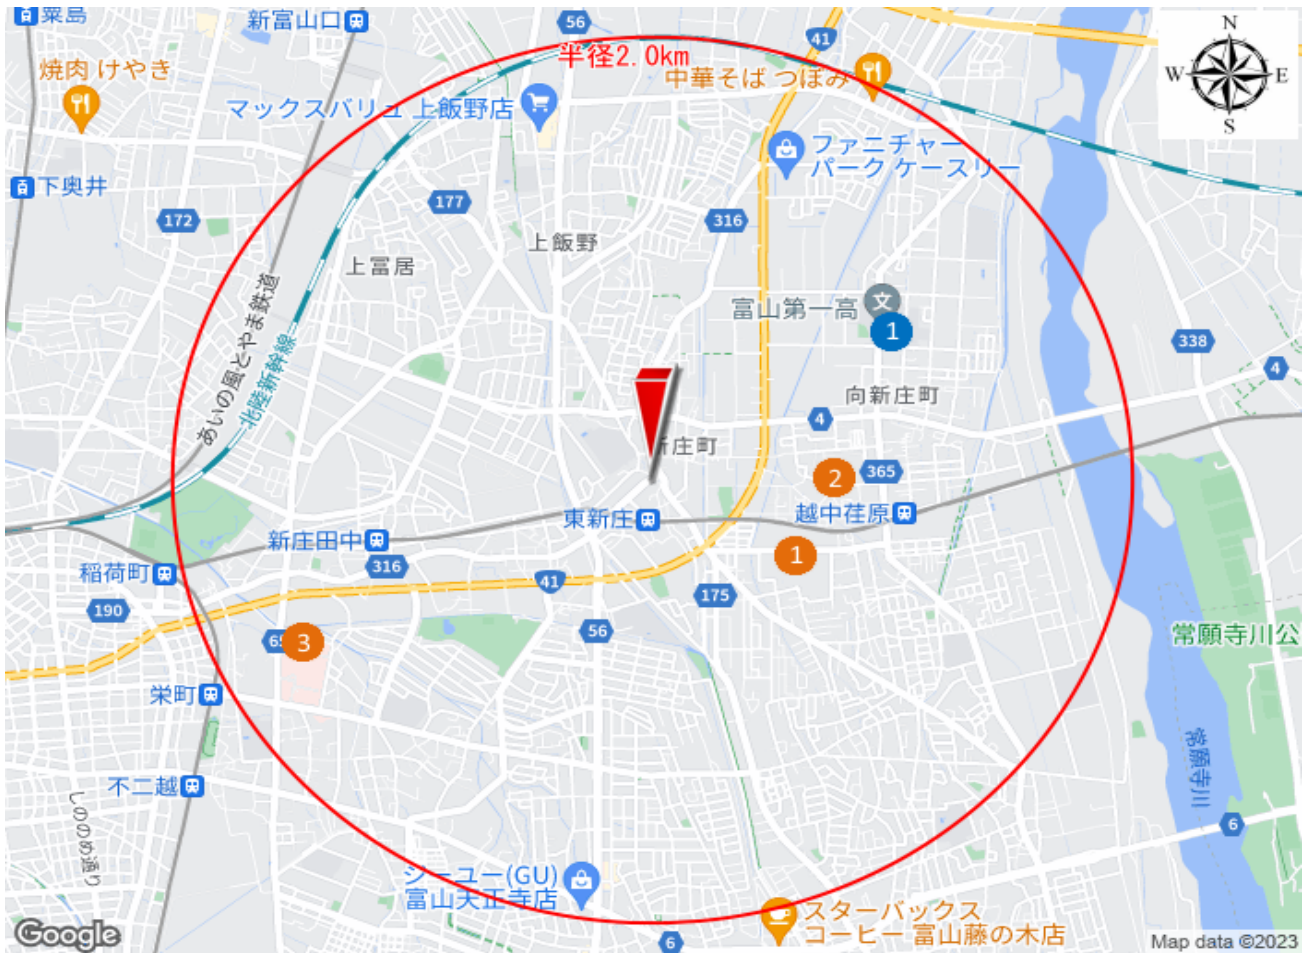 粟島
新富山口
56
41
N
W
E
S
半径2.0km
焼肉 けやき
中華そば つぼみ
マックスバリュ 上飯野店
ファニチャー
パーク ケースリー
下奥井
177
172
316
上飯野
上冨居
あいの風とやま鉄道
北陸新幹線
富山第一高
文
1
338
4
向新庄町
4
新庄町
2
365
東新庄
越中荏原
新庄田中
1
316
稲荷町
41
175
190
56
3
常願寺川公
栄町
常願寺川
不二越
しののめ通り
6
ジーユー(GU)
富山天正寺店
スターバックス
コーヒー 富山藤の木店
6
Google
Map data ©2023